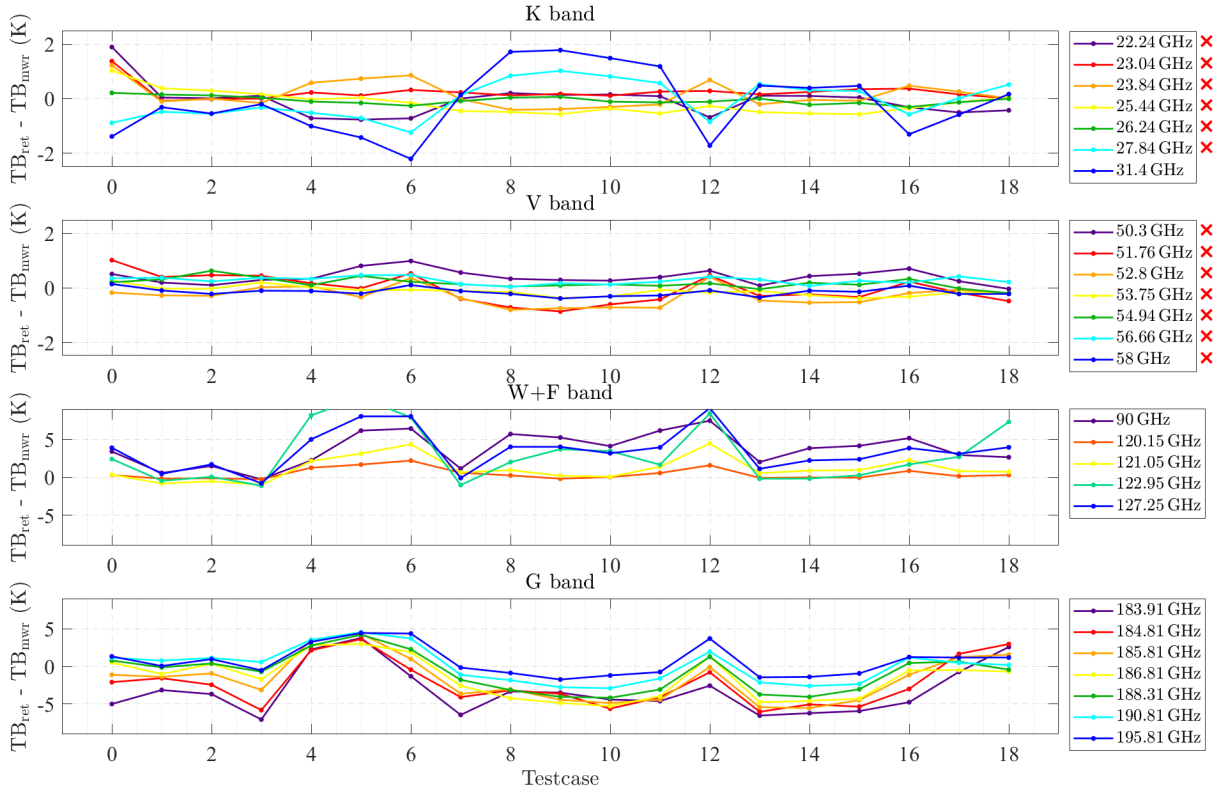 K band
TB_ret - TB_mwr (K)
2
0
-2
0 2 4 6 8 10 12 14 16 18
22.24 GHz ×
23.04 GHz ×
23.84 GHz ×
25.44 GHz ×
26.24 GHz ×
27.84 GHz ×
31.4 GHz
V band
TB_ret - TB_mwr (K)
2
0
-2
0 2 4 6 8 10 12 14 16 18
50.3 GHz ×
51.76 GHz ×
52.8 GHz ×
53.75 GHz ×
54.94 GHz ×
56.66 GHz ×
58 GHz ×
W+F band
TB_ret - TB_mwr (K)
5
0
-5
0 2 4 6 8 10 12 14 16 18
90 GHz
120.15 GHz
121.05 GHz
122.95 GHz
127.25 GHz
G band
TB_ret - TB_mwr (K)
5
0
-5
0 2 4 6 8 10 12 14 16 18
Testcase
183.91 GHz
184.81 GHz
185.81 GHz
186.81 GHz
188.31 GHz
190.81 GHz
195.81 GHz